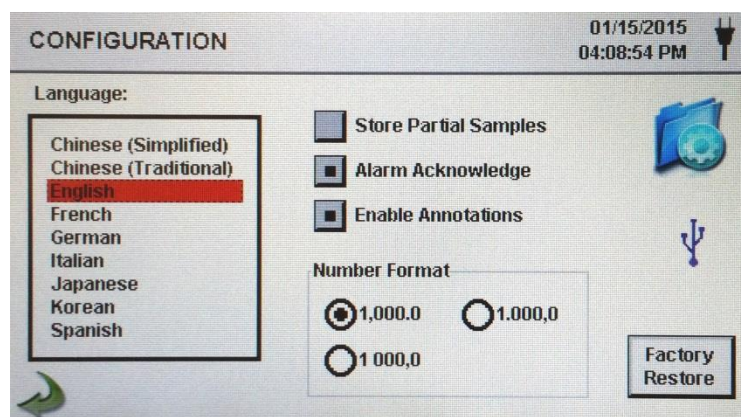 CONFIGURATION
01/15/2015
04:08:54 PM
Language:
Chinese (Simplified)
Chinese (Traditional)
English
French
German
Italian
Japanese
Korean
Spanish
Store Partial Samples
Alarm Acknowledge
Enable Annotations
Number Format
1,000.0
1.000,0
1 000,0
Factory
Restore